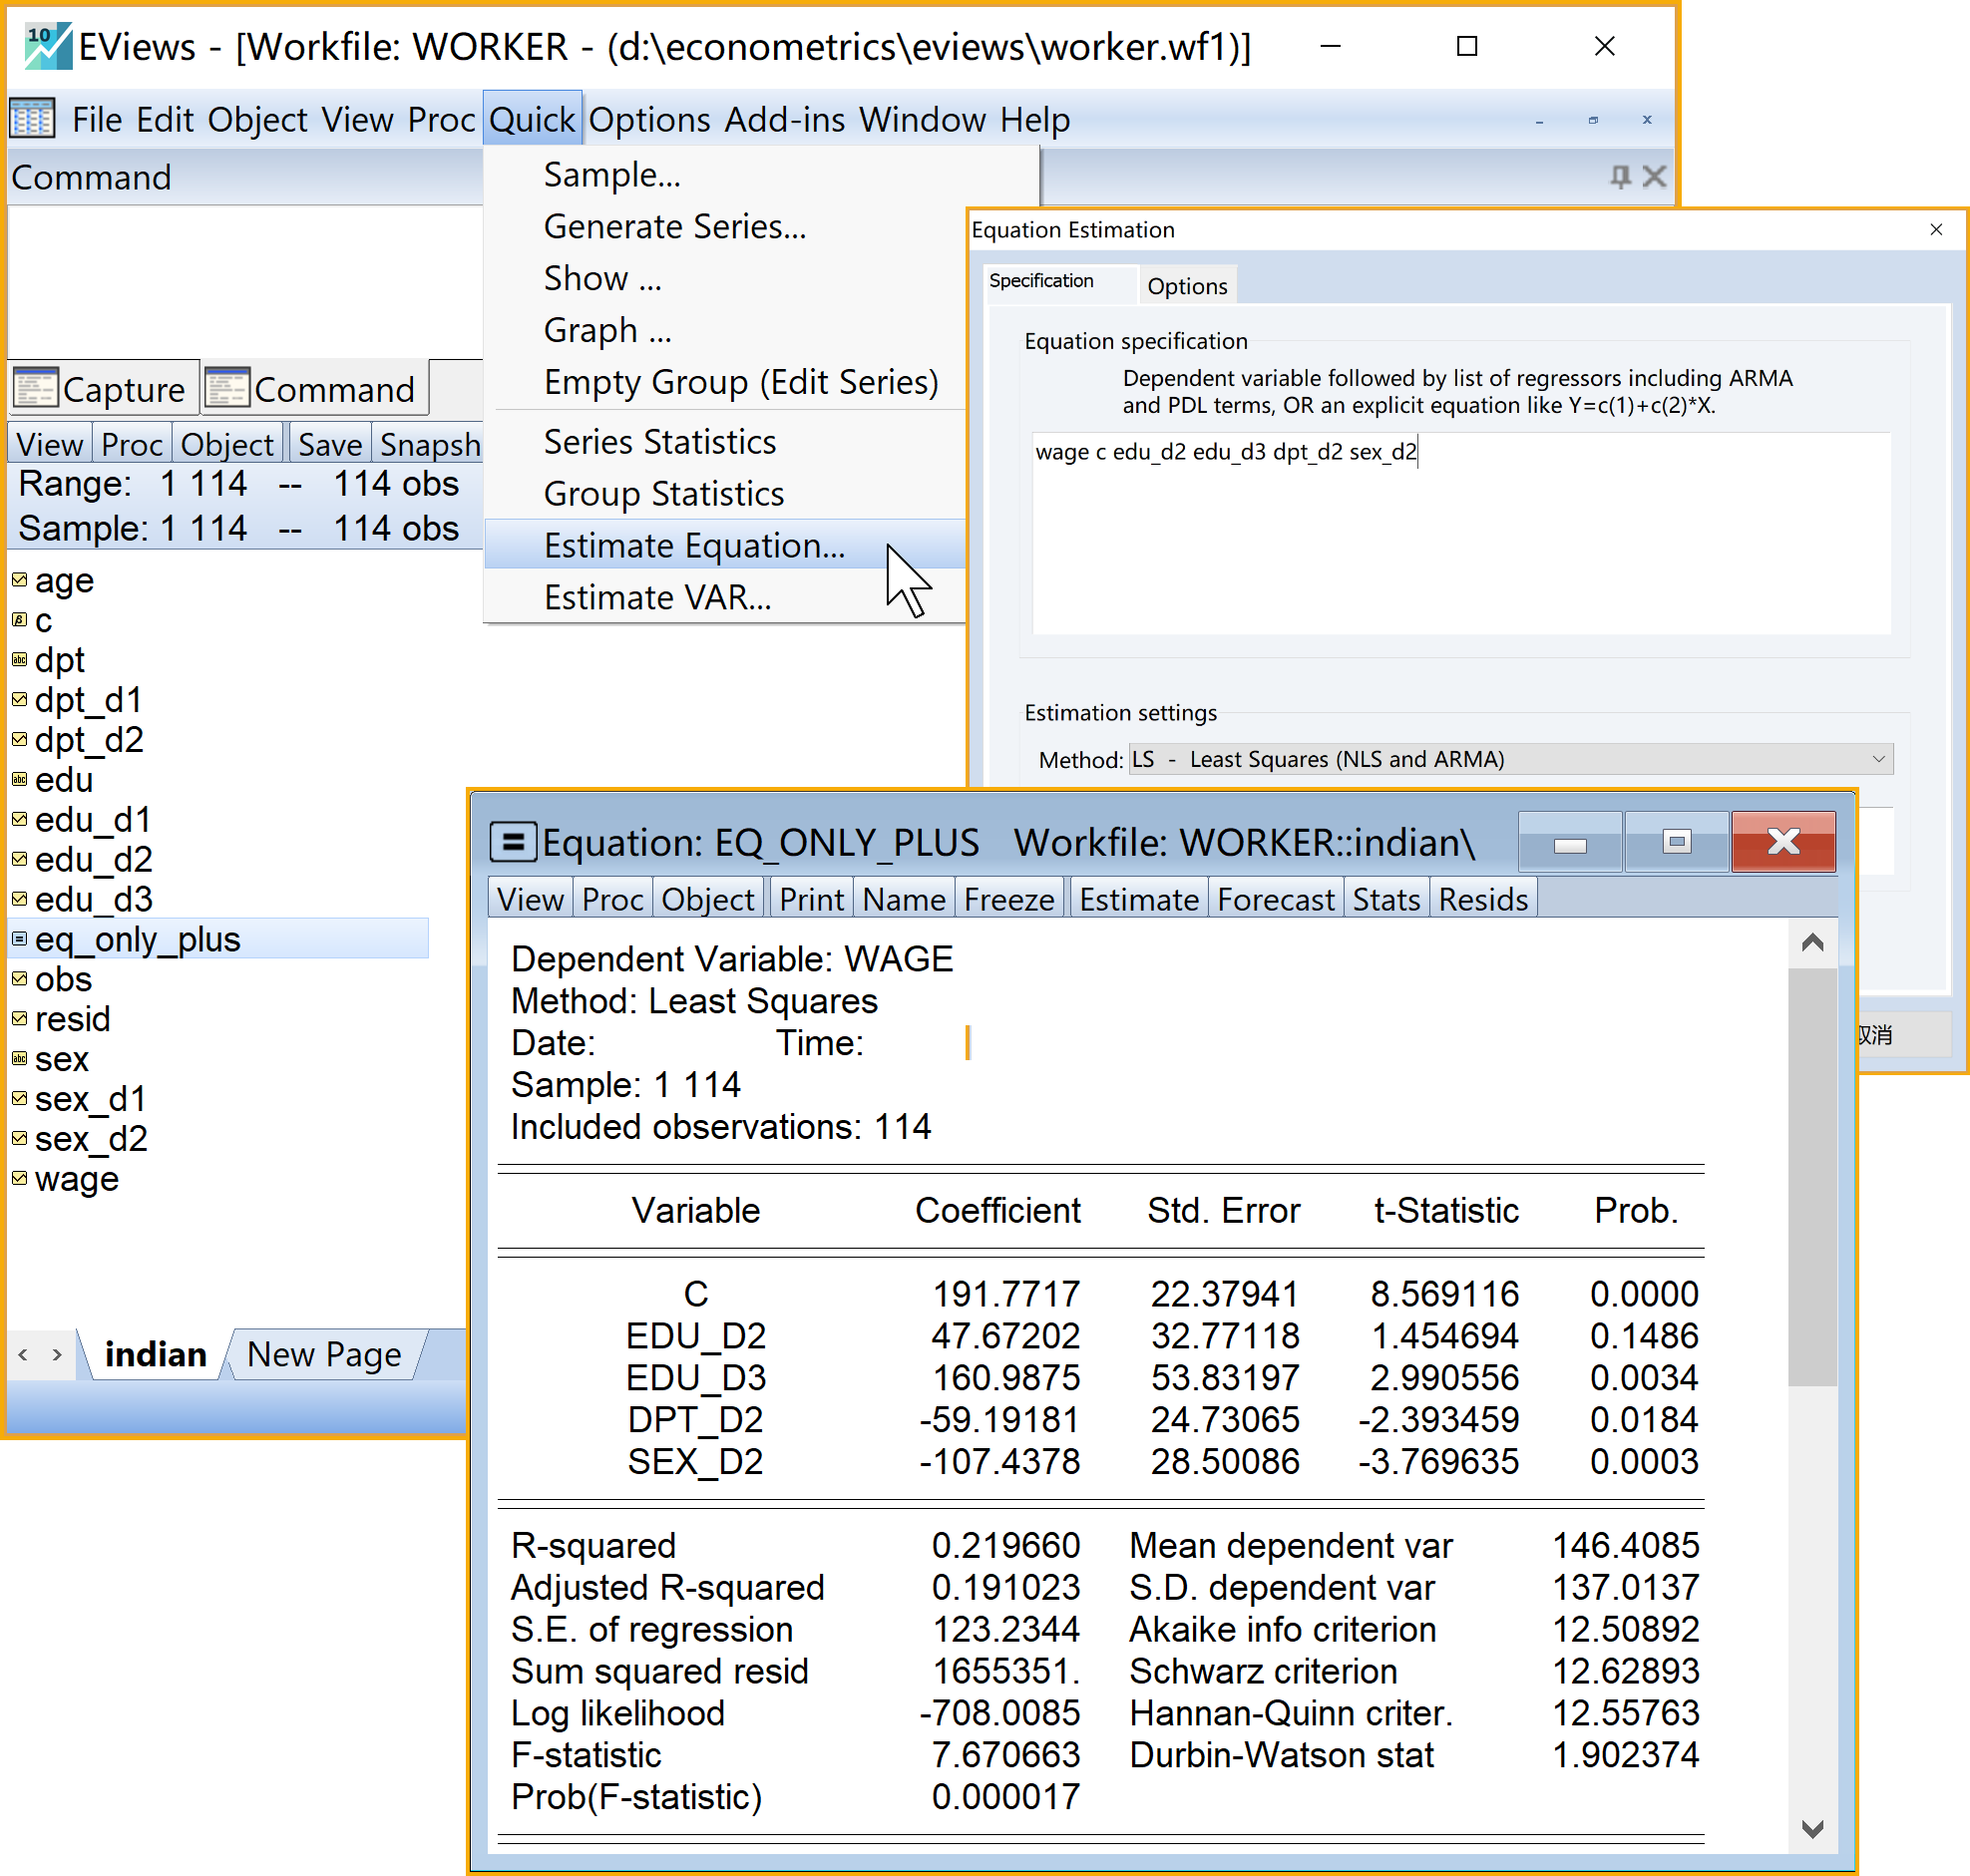 10
EViews - [Workfile: WORKER - (d:\econometrics\eviews\worker.wf1)]
File Edit Object View Proc Quick Options Add-ins Window Help
Command
Sample...
Generate Series...
Show ...
Graph ...
Empty Group (Edit Series)
Series Statistics
Group Statistics
Estimate Equation...
Estimate VAR...
Capture Command
View Proc Object Save Snapsh
Range: 1 114 -- 114 obs
Sample: 1 114 -- 114 obs
age
β c
abc dpt
dpt_d1
dpt_d2
abc edu
edu_d1
edu_d2
edu_d3
= eq_only_plus
obs
resid
abc sex
sex_d1
sex_d2
wage
< > indian New Page
Equation Estimation
Specification Options
Equation specification
Dependent variable followed by list of regressors including ARMA
and PDL terms, OR an explicit equation like Y=c(1)+c(2)*X.
wage c edu_d2 edu_d3 dpt_d2 sex_d2
Estimation settings
Method: LS - Least Squares (NLS and ARMA)
取消
Equation: EQ_ONLY_PLUS Workfile: WORKER::indian\
View Proc Object Print Name Freeze Estimate Forecast Stats Resids
Dependent Variable: WAGE
Method: Least Squares
Date: Time:
Sample: 1 114
Included observations: 114
Variable Coefficient Std. Error t-Statistic Prob.
C 191.7717 22.37941 8.569116 0.0000
EDU_D2 47.67202 32.77118 1.454694 0.1486
EDU_D3 160.9875 53.83197 2.990556 0.0034
DPT_D2 -59.19181 24.73065 -2.393459 0.0184
SEX_D2 -107.4378 28.50086 -3.769635 0.0003
R-squared 0.219660 Mean dependent var 146.4085
Adjusted R-squared 0.191023 S.D. dependent var 137.0137
S.E. of regression 123.2344 Akaike info criterion 12.50892
Sum squared resid 1655351. Schwarz criterion 12.62893
Log likelihood -708.0085 Hannan-Quinn criter. 12.55763
F-statistic 7.670663 Durbin-Watson stat 1.902374
Prob(F-statistic) 0.000017